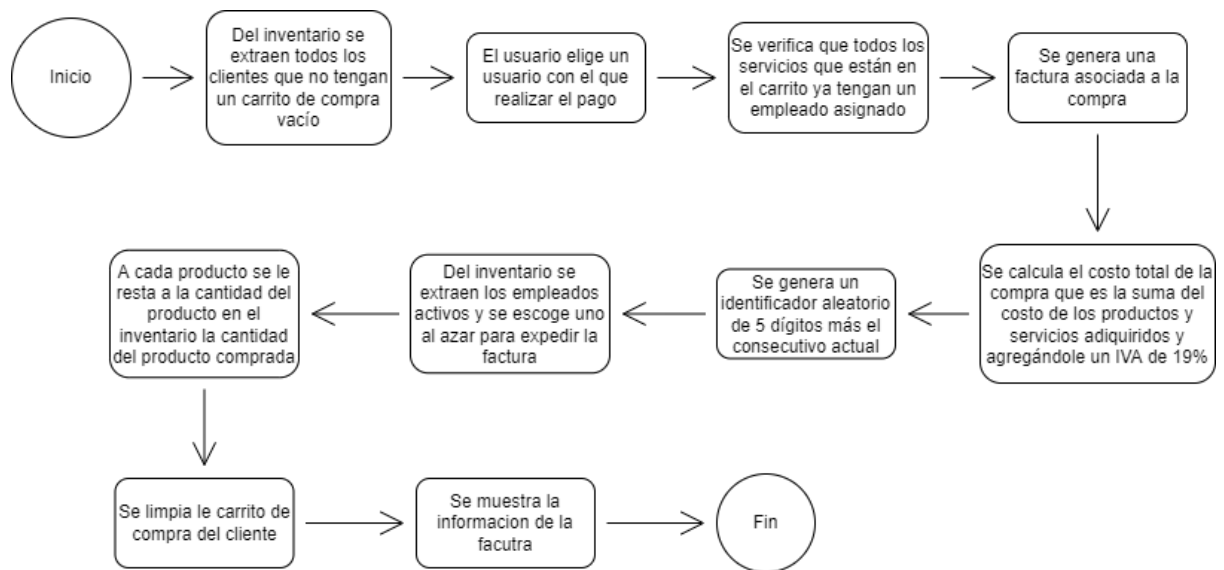 Inicio
Del inventario se
extraen todos los
clientes que no tengan
un carrito de compra
vacío
El usuario elige un
usuario con el que
realizar el pago
Se verifica que todos los
servicios que están en
el carrito ya tengan un
empleado asignado
Se genera una
factura asociada a la
compra
Se calcula el costo total de la
compra que es la suma del
costo de los productos y
servicios adiquiridos y
agregándole un IVA de 19%
Se genera un
identificador aleatorio
de 5 dígitos más el
consecutivo actual
Del inventario se
extraen los empleados
activos y se escoge uno
al azar para expedir la
factura
A cada producto se le
resta a la cantidad del
producto en el
inventario la cantidad
del producto comprada
Se limpia le carrito de
compra del cliente
Se muestra la
informacion de la
facutra
Fin